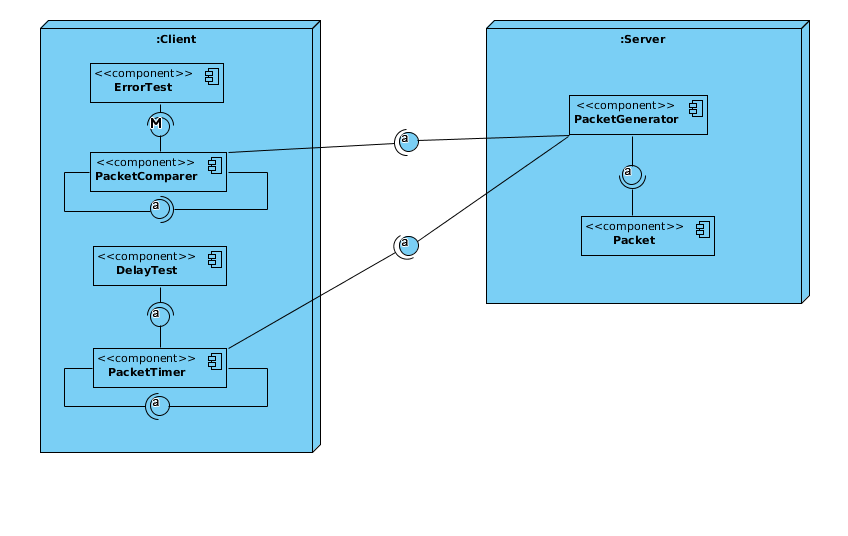 :Client
<<component>>
ErrorTest
M
<<component>>
PacketComparer
a
<<component>>
DelayTest
a
<<component>>
PacketTimer
a
a
a
:Server
<<component>>
PacketGenerator
a
<<component>>
Packet